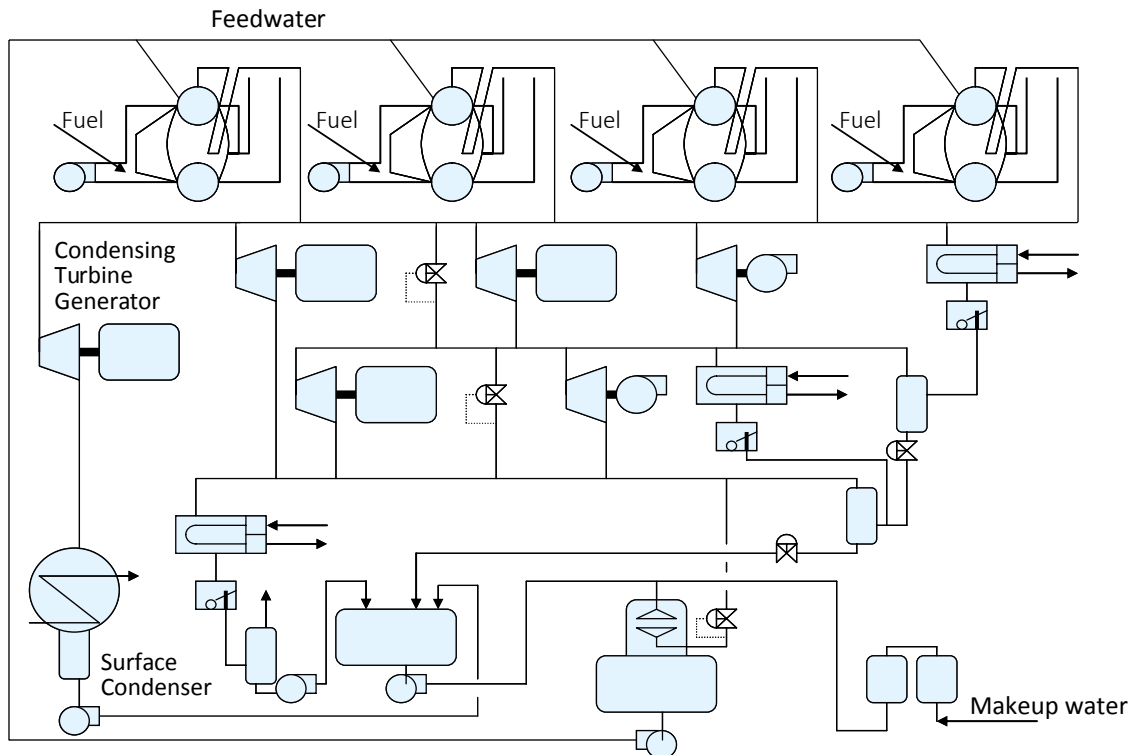 Feedwater
Fuel
Fuel
Fuel
Fuel
Condensing
Turbine
Generator
Surface
Condenser
Makeup water